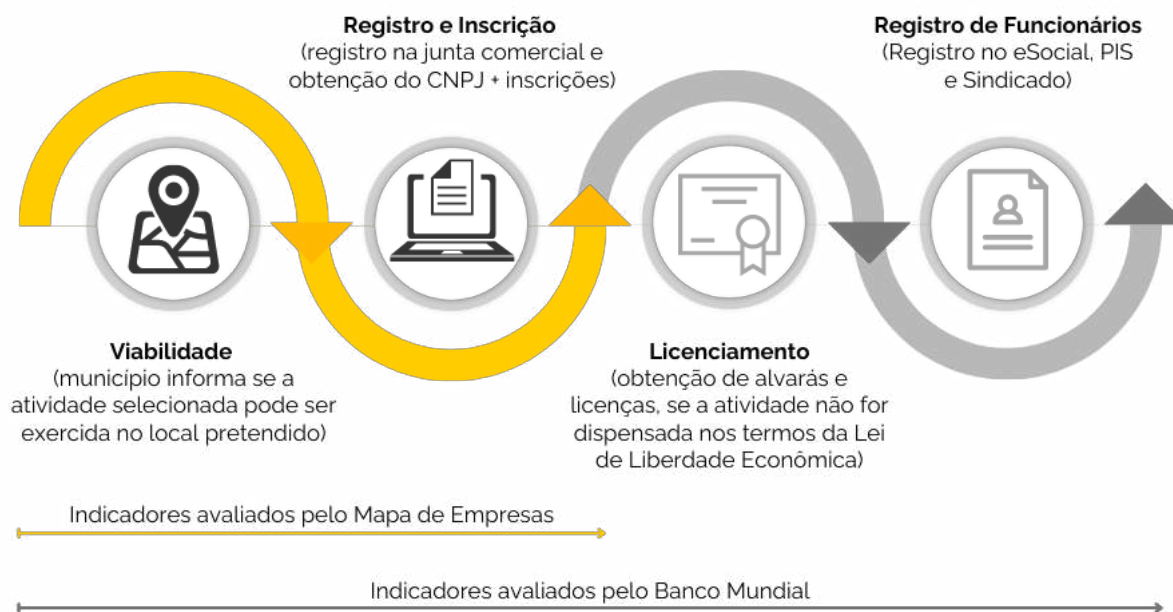 Registro e Inscrição
(registro na junta comercial e
obtenção do CNPJ + inscrições)
Registro de Funcionários
(Registro no eSocial, PIS
e Sindicado)
Viabilidade
(município informa se a
atividade selecionada pode ser
exercida no local pretendido)
Licenciamento
(obtenção de alvarás e
licenças, se a atividade não for
dispensada nos termos da Lei
de Liberdade Econômica)
Indicadores avaliados pelo Mapa de Empresas
Indicadores avaliados pelo Banco Mundial